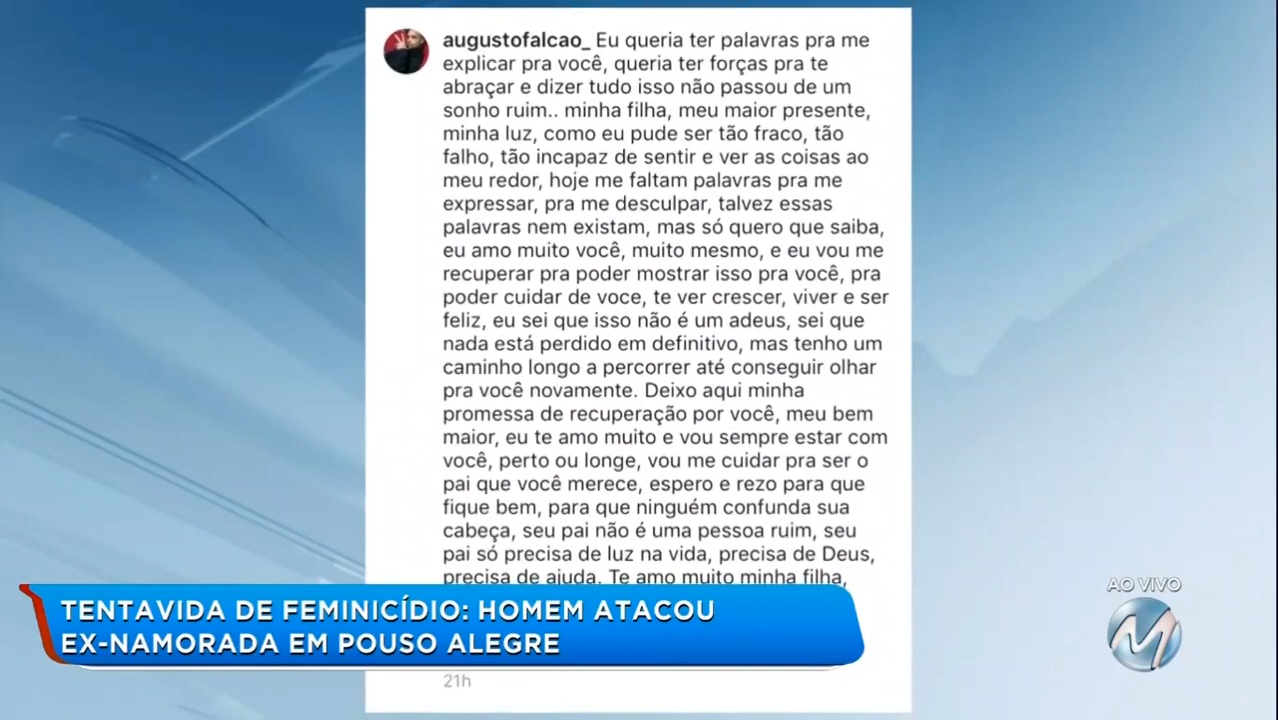 augustofalcao_ Eu queria ter palavras pra me
explicar pra você, queria ter forças pra te
abraçar e dizer tudo isso não passou de um
sonho ruim.. minha filha, meu maior presente,
minha luz, como eu pude ser tão fraco, tão
falho, tão incapaz de sentir e ver as coisas ao
meu redor, hoje me faltam palavras pra me
expressar, pra me desculpar, talvez essas
palavras nem existam, mas só quero que saiba,
eu amo muito você, muito mesmo, e eu vou me
recuperar pra poder mostrar isso pra você, pra
poder cuidar de voce, te ver crescer, viver e ser
feliz, eu sei que isso não é um adeus, sei que
nada está perdido em definitivo, mas tenho um
caminho longo a percorrer até conseguir olhar
pra você novamente. Deixo aqui minha
promessa de recuperação por você, meu bem
maior, eu te amo muito e vou sempre estar com
você, perto ou longe, vou me cuidar pra ser o
pai que você merece, espero e rezo para que
fique bem, para que ninguém confunda sua
cabeça, seu pai não é uma pessoa ruim, seu
pai só precisa de luz na vida, precisa de Deus,
precisa de ajuda. Te amo muito minha filha,
TENTAVIDA DE FEMINICÍDIO: HOMEM ATACOU
EX-NAMORADA EM POUSO ALEGRE
21h
AO VIVO
M